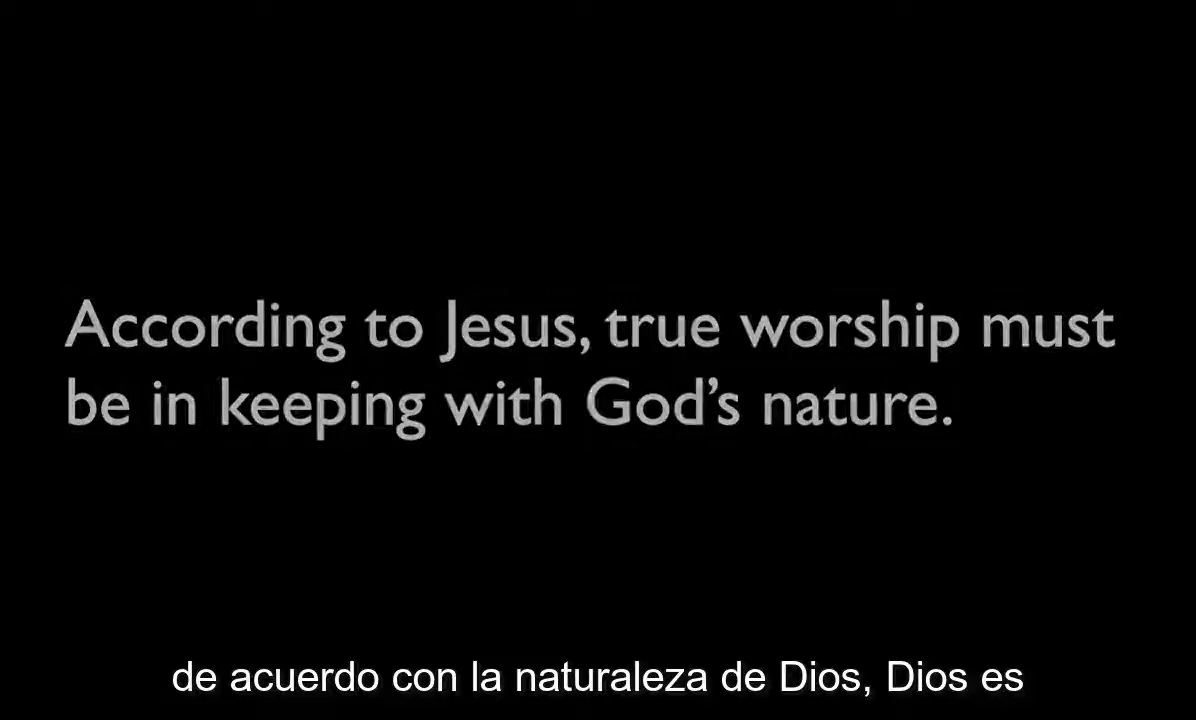 According to Jesus, true worship must
be in keeping with God’s nature.
de acuerdo con la naturaleza de Dios, Dios es